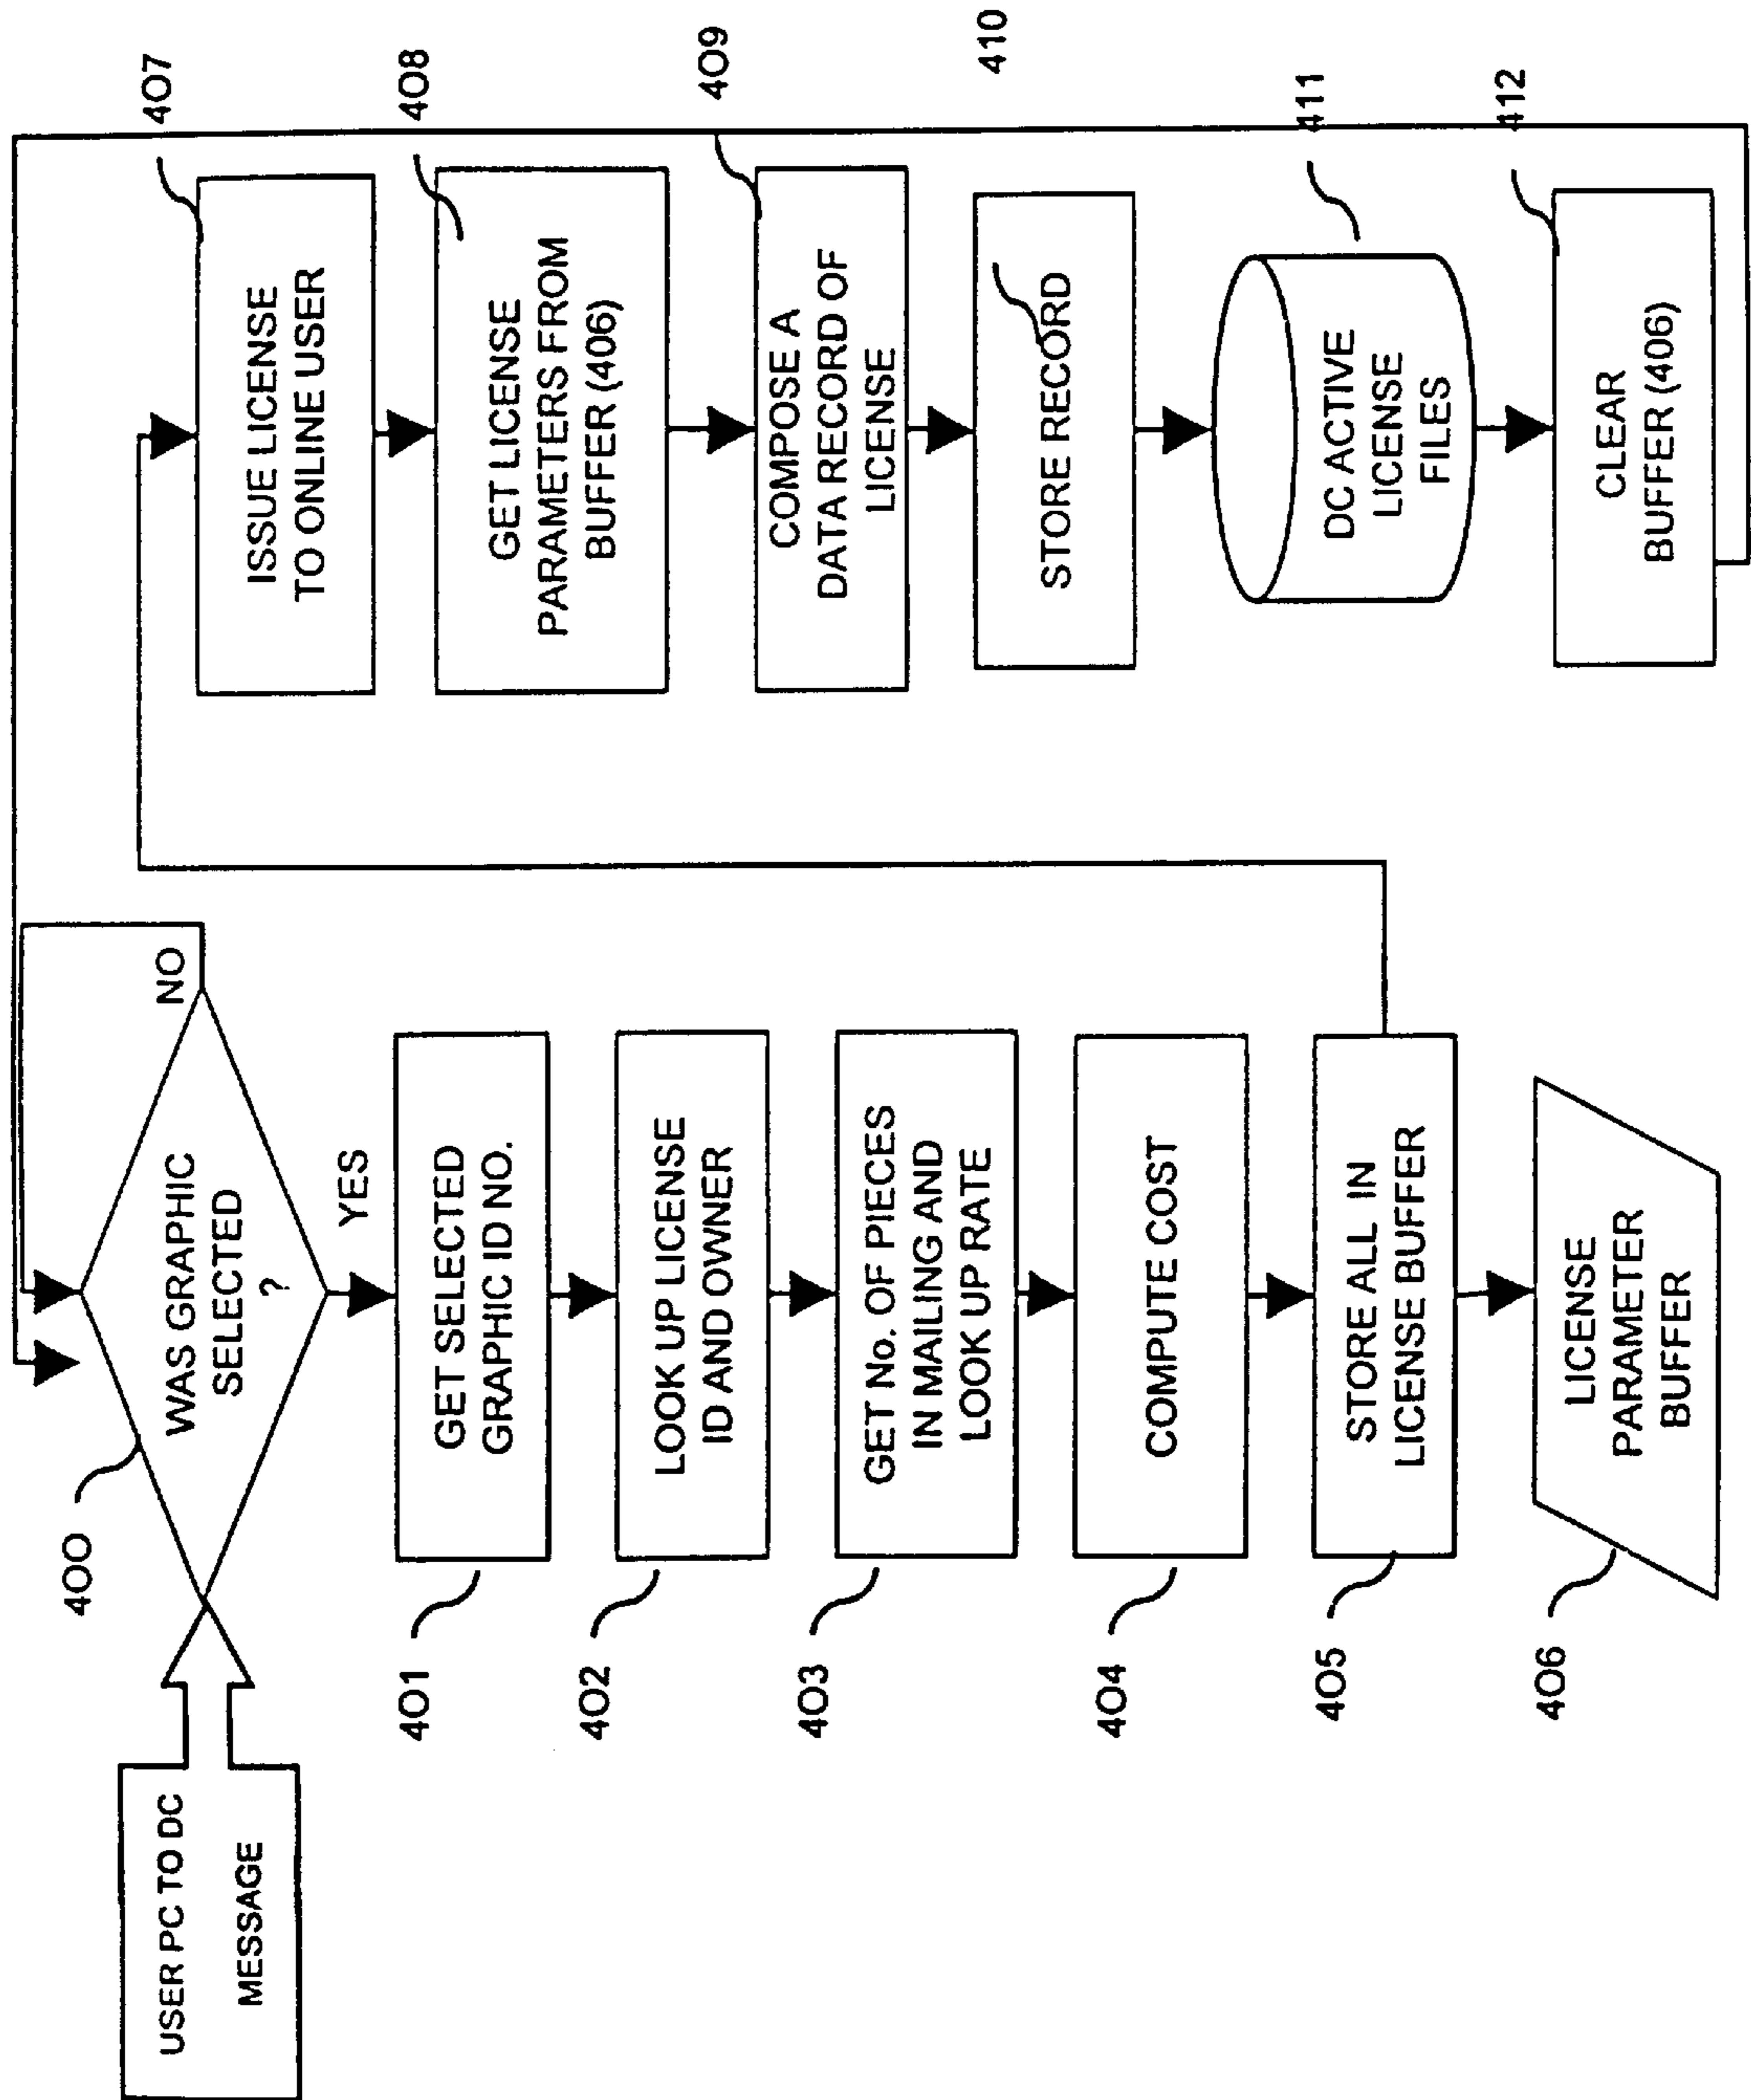 USER PC TO DC
MESSAGE
400
WAS GRAPHIC
SELECTED
?
NO
YES
401
GET SELECTED
GRAPHIC ID NO.
402
LOOK UP LICENSE
ID AND OWNER
403
GET No. OF PIECES
IN MAILING AND
LOOK UP RATE
404
COMPUTE COST
405
STORE ALL IN
LICENSE BUFFER
406
LICENSE
PARAMETER
BUFFER
407
ISSUE LICENSE
TO ONLINE USER
408
GET LICENSE
PARAMETERS FROM
BUFFER (406)
409
COMPOSE A
DATA RECORD OF
LICENSE
410
STORE RECORD
411
DC ACTIVE
LICENSE
FILES
412
CLEAR
BUFFER (406)